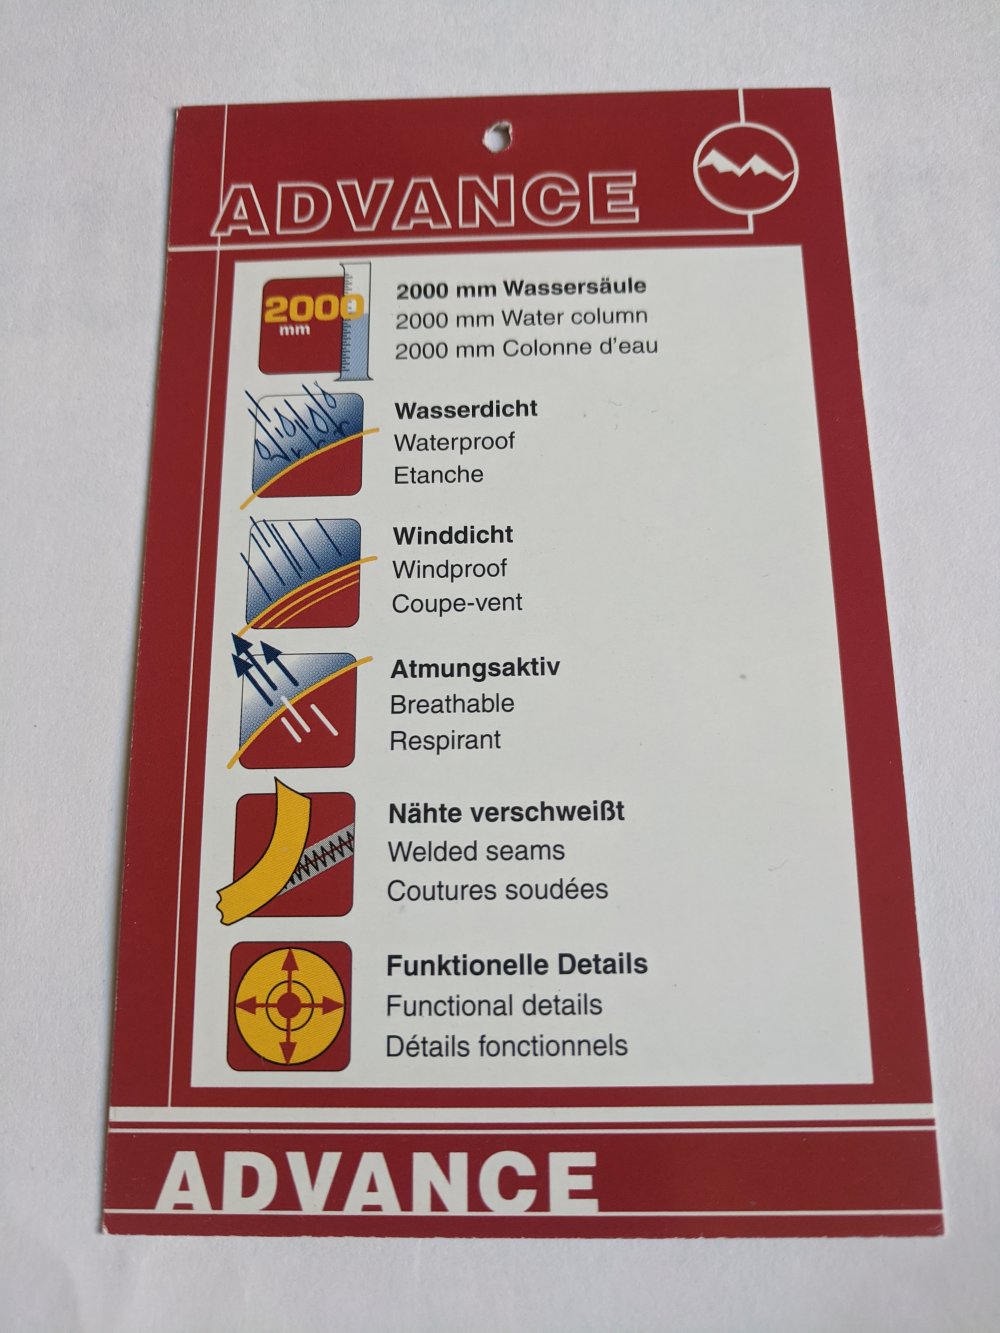 ADVANCE
2000
mm
2000 mm Wassersäule
2000 mm Water column
2000 mm Colonne d'eau
Wasserdicht
Waterproof
Etanche
Winddicht
Windproof
Coupe-vent
Atmungsaktiv
Breathable
Respirant
Nähte verschweißt
Welded seams
Coutures soudées
Funktionelle Details
Functional details
Détails fonctionnels
ADVANCE